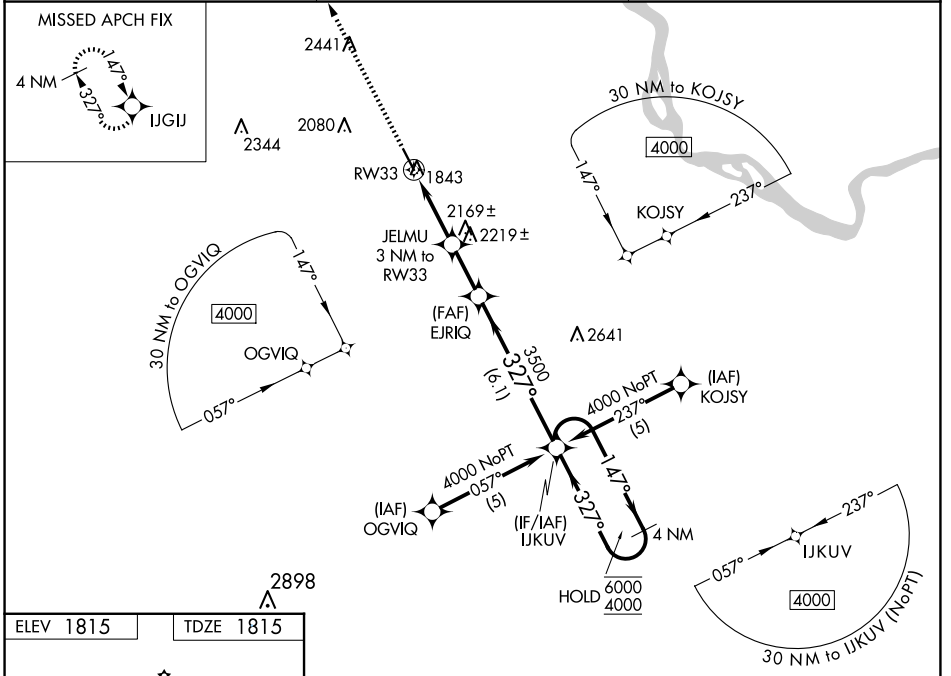 MISSED APCH FIX
4 NM
147°
327°
IJGIJ
2441
2344
2080
RW33
1843
2169±
2219±
JELMU
3 NM to
RW33
(FAF)
EJRIQ
2641
3500
327°
(6.1)
30 NM to KOJSY
4000
147°
237°
KOJSY
30 NM to OGVIQ
4000
147°
OGVIQ
057°
(IAF)
KOJSY
4000 NoPT
237°
(5)
4000 NoPT
057°
(5)
(IAF)
OGVIQ
(IF/IAF)
IJKUV
147°
327°
4 NM
HOLD
6000
4000
237°
057°
IJKUV
4000
30 NM to IJKUV (NoPT)
2898
ELEV 1815
TDZE 1815